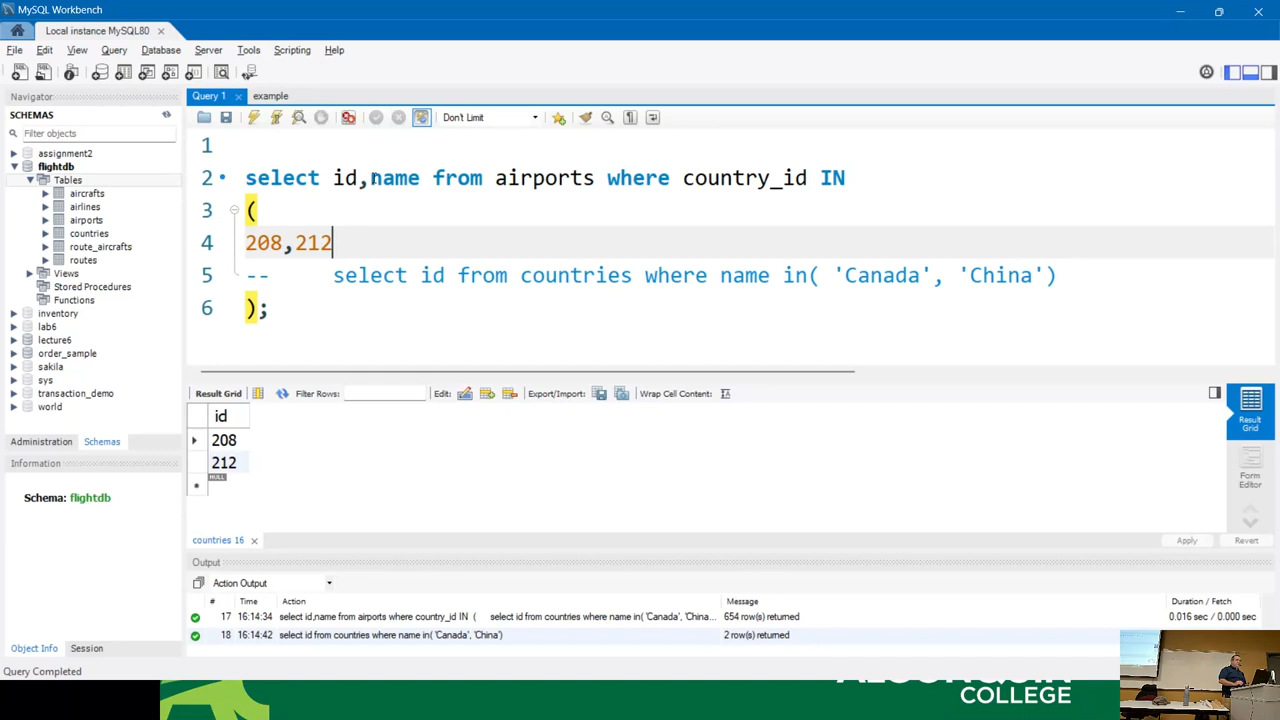 MySQL Workbench
Local instance MySQL80
File Edit View Query Database Server Tools Scripting Help
Navigator
SCHEMAS
Filter objects
assignment2
flightdb
Tables
aircrafts
airlines
airports
countries
route_aircrafts
routes
Views
Stored Procedures
Functions
inventory
lab6
lecture6
order_sample
sakila
sys
transaction_demo
world
Administration Schemas
Information
Schema: flightdb
Object Info Session
Query Completed
Query 1 example
Don't Limit
1
2 select id,name from airports where country_id IN
3 (
4 208,212
5 -- select id from countries where name in( 'Canada', 'China')
6 );
Result Grid Filter Rows: Edit: Export/Import: Wrap Cell Content:
id
208
212
NULL
Result Grid
Form Editor
countries 16 Apply Revert
Output
Action Output
# Time Action Message Duration / Fetch
17 16:14:34 select id,name from airports where country_id IN ( select id from countries where name in( 'Canada', 'China... 654 row(s) returned 0.016 sec / 0.000 sec
18 16:14:42 select id from countries where name in( 'Canada', 'China') 2 row(s) returned
COLLEGE